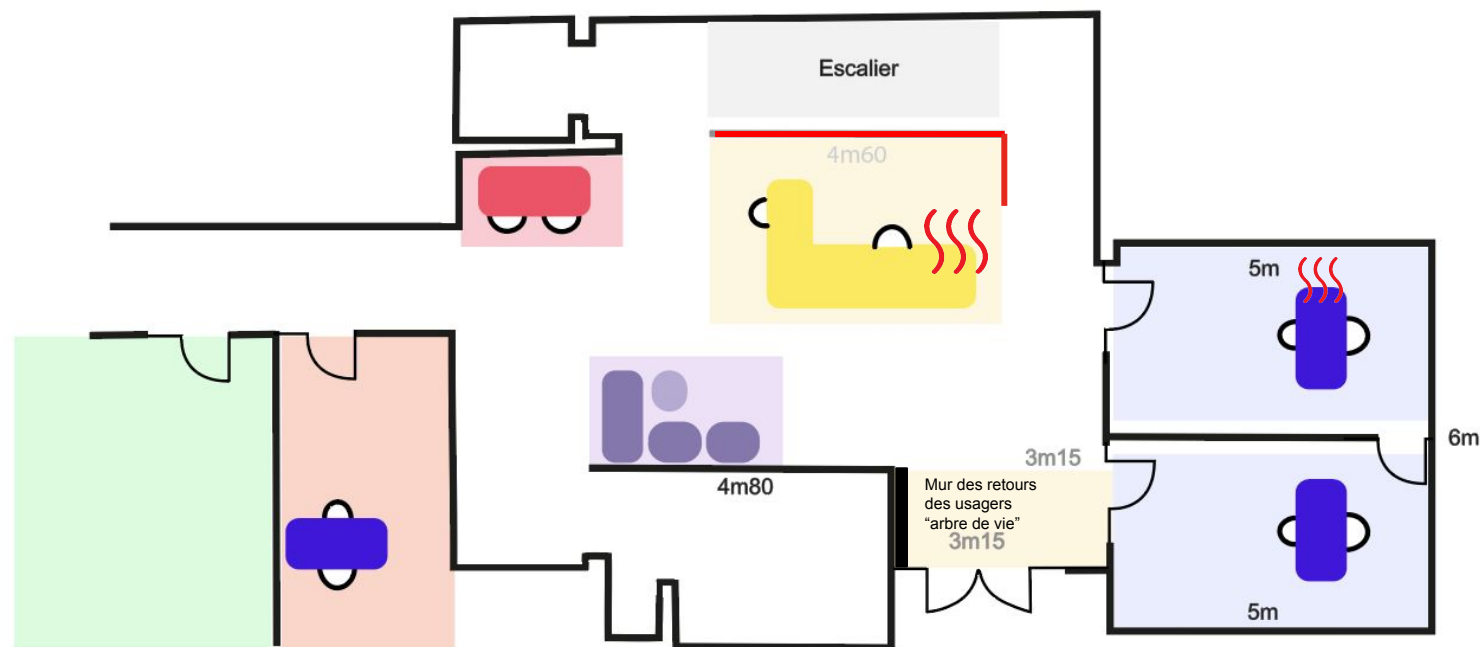 Escalier
4m60
5m
6m
3m15
4m80
Mur des retours
des usagers
“arbre de vie”
3m15
5m